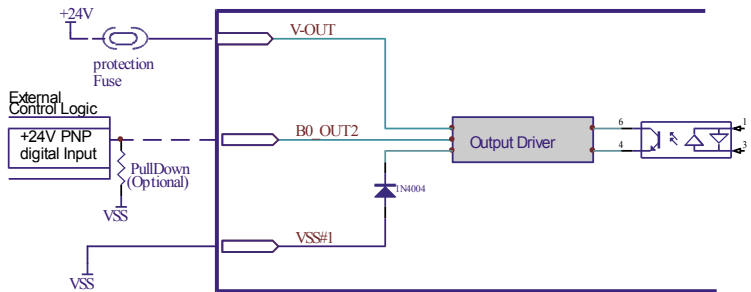 +24V
V-OUT
protection
Fuse
External
Control Logic
+24V PNP
digital Input
B0_OUT2
Output Driver
6
4
1
3
PullDown
(Optional)
1N4004
VSS
VSS#1
VSS